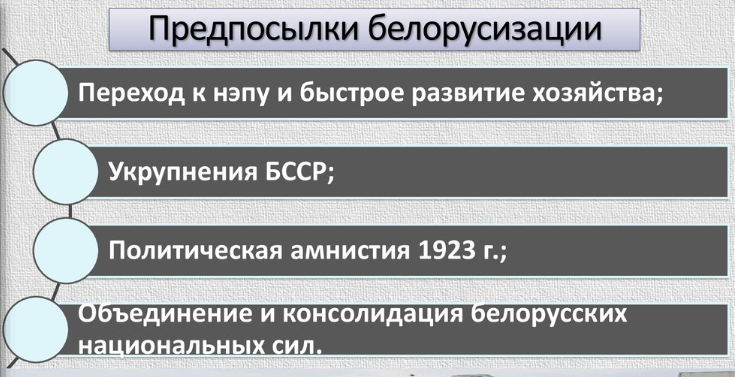 Предпосылки белорусизации
Переход к нэпу и быстрое развитие хозяйства;
Укрупнения БССР;
Политическая амнистия 1923 г.;
Объединение и консолидация белорусских
национальных сил.